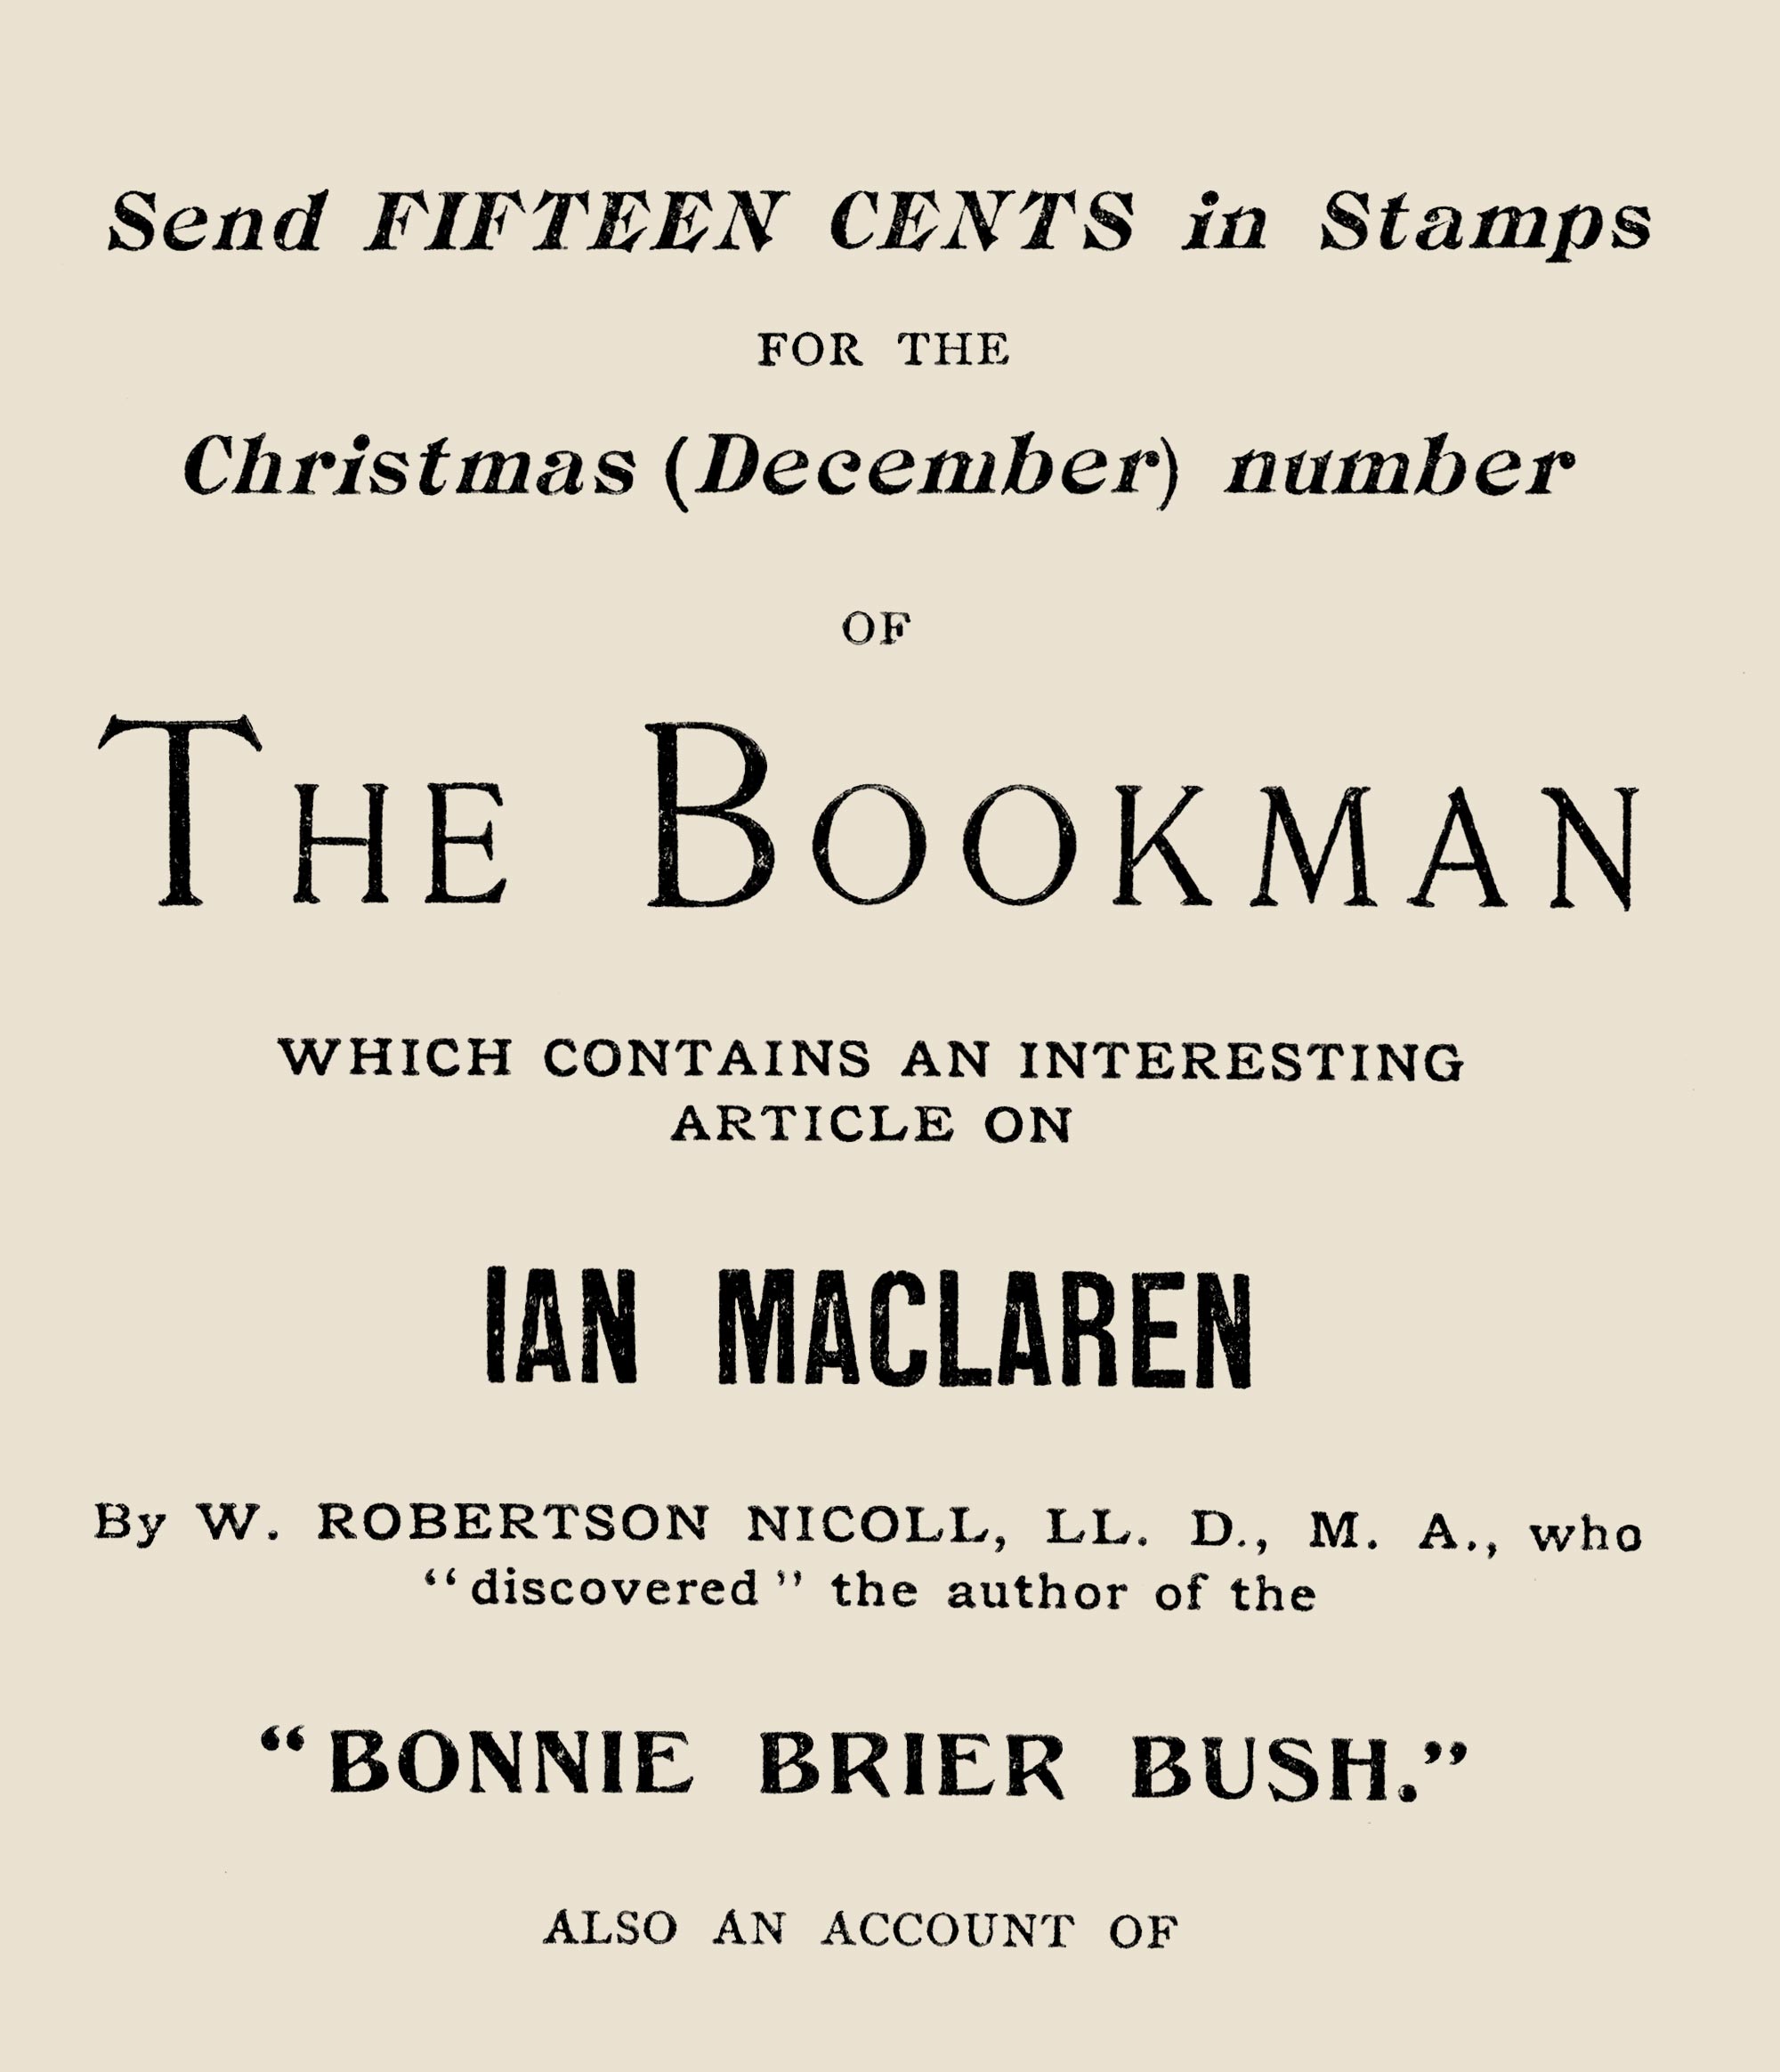 Send FIFTEEN CENTS in Stamps
FOR THE
Christmas (December) number
OF
THE BOOKMAN
WHICH CONTAINS AN INTERESTING
ARTICLE ON
IAN MACLAREN
By W. ROBERTSON NICOLL, LL. D., M. A., who
“discovered” the author of the
“BONNIE BRIER BUSH.”
ALSO AN ACCOUNT OF